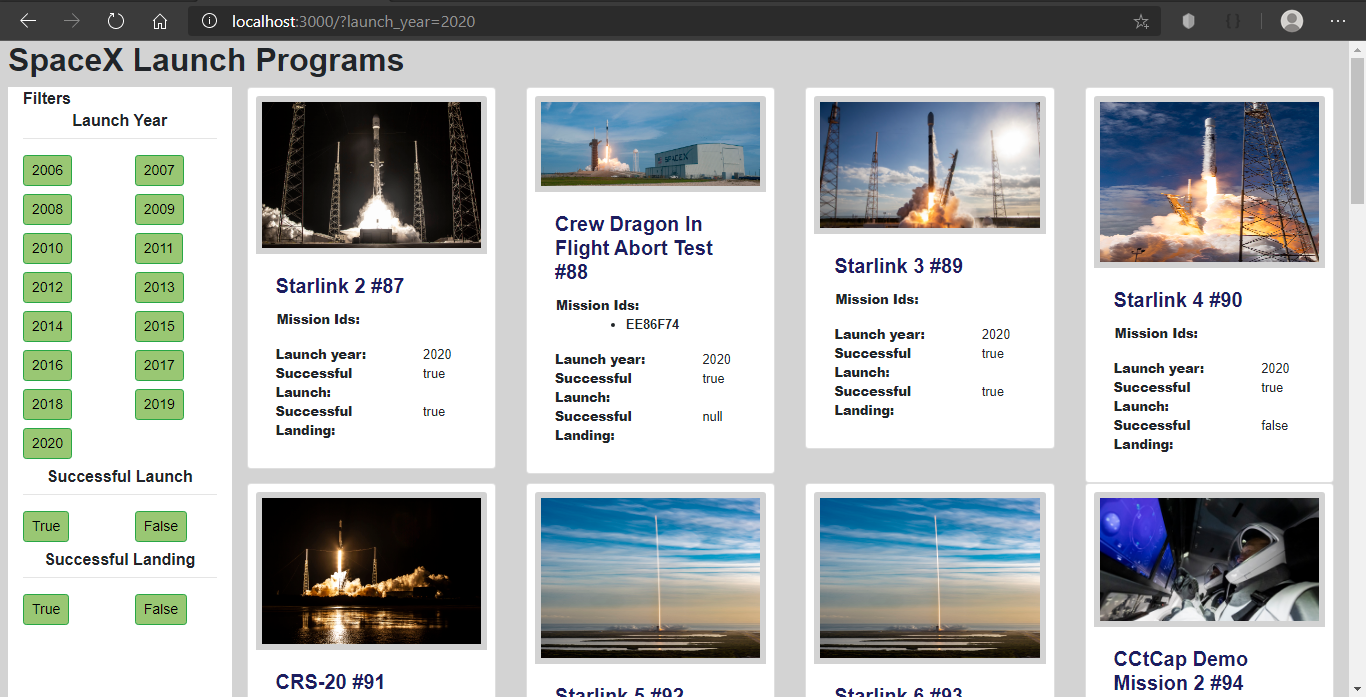 localhost:3000/?launch_year=2020
SpaceX Launch Programs
Filters
Launch Year
2006 2007
2008 2009
2010 2011
2012 2013
2014 2015
2016 2017
2018 2019
2020
Successful Launch
True False
Successful Landing
True False
Starlink 2 #87
Mission Ids:
Launch year: 2020
Successful true
Launch:
Successful true
Landing:
SPACEX
Crew Dragon In
Flight Abort Test
#88
Mission Ids:
• EE86F74
Launch year: 2020
Successful true
Launch:
Successful null
Landing:
Starlink 3 #89
Mission Ids:
Launch year: 2020
Successful true
Launch:
Successful true
Landing:
Starlink 4 #90
Mission Ids:
Launch year: 2020
Successful true
Launch:
Successful false
Landing:
CRS-20 #91
Starlink 5 #92
Starlink 6 #93
CCtCap Demo
Mission 2 #94